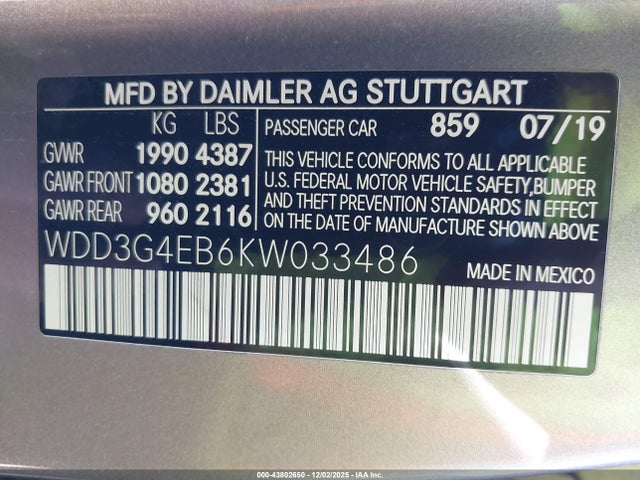 MFD BY DAIMLER AG STUTTGART
KG LBS
GVWR 1990 4387
GAWR FRONT 1080 2381
GAWR REAR 960 2116
PASSENGER CAR 859 07/19
THIS VEHICLE CONFORMS TO ALL APPLICABLE
U.S. FEDERAL MOTOR VEHICLE SAFETY,BUMPER
AND THEFT PREVENTION STANDARDS IN EFFECT
ON THE DATE OF MANUFACTURE SHOWN ABOVE
WDD3G4EB6KW033486
MADE IN MEXICO
000-43802650 - 12/02/2025 - IAA Inc.